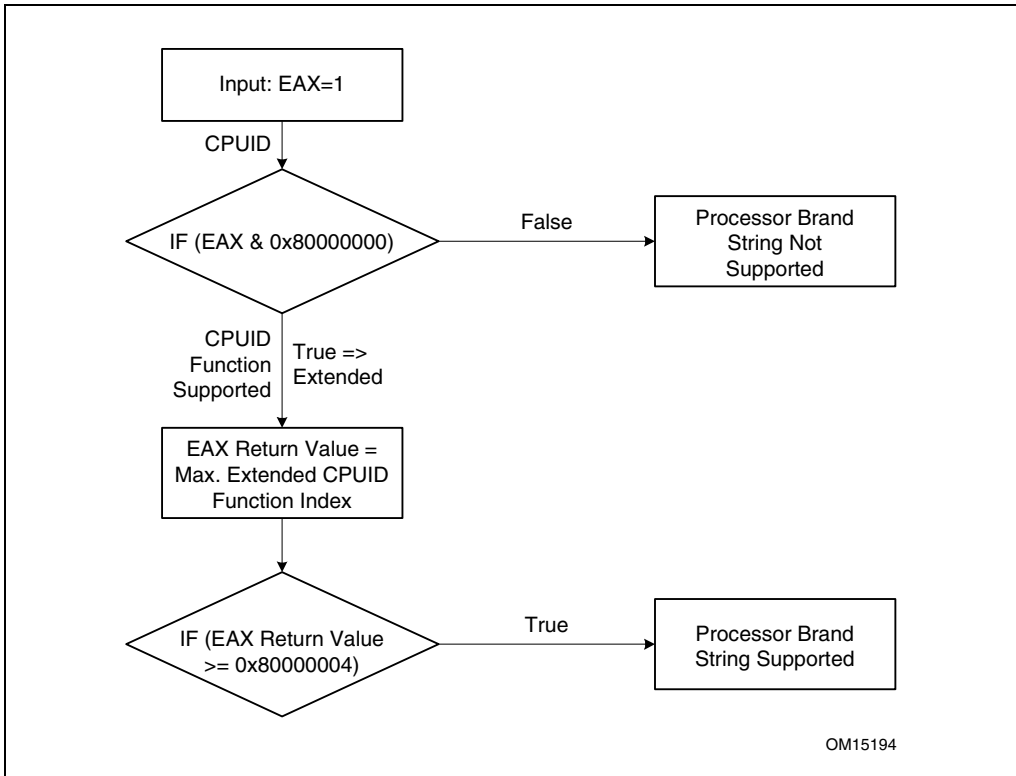 Input: EAX=1
CPUID
IF (EAX & 0x80000000)
False
Processor Brand
String Not
Supported
CPUID
Function
Supported
True =>
Extended
EAX Return Value =
Max. Extended CPUID
Function Index
IF (EAX Return Value
>= 0x80000004)
True
Processor Brand
String Supported
OM15194